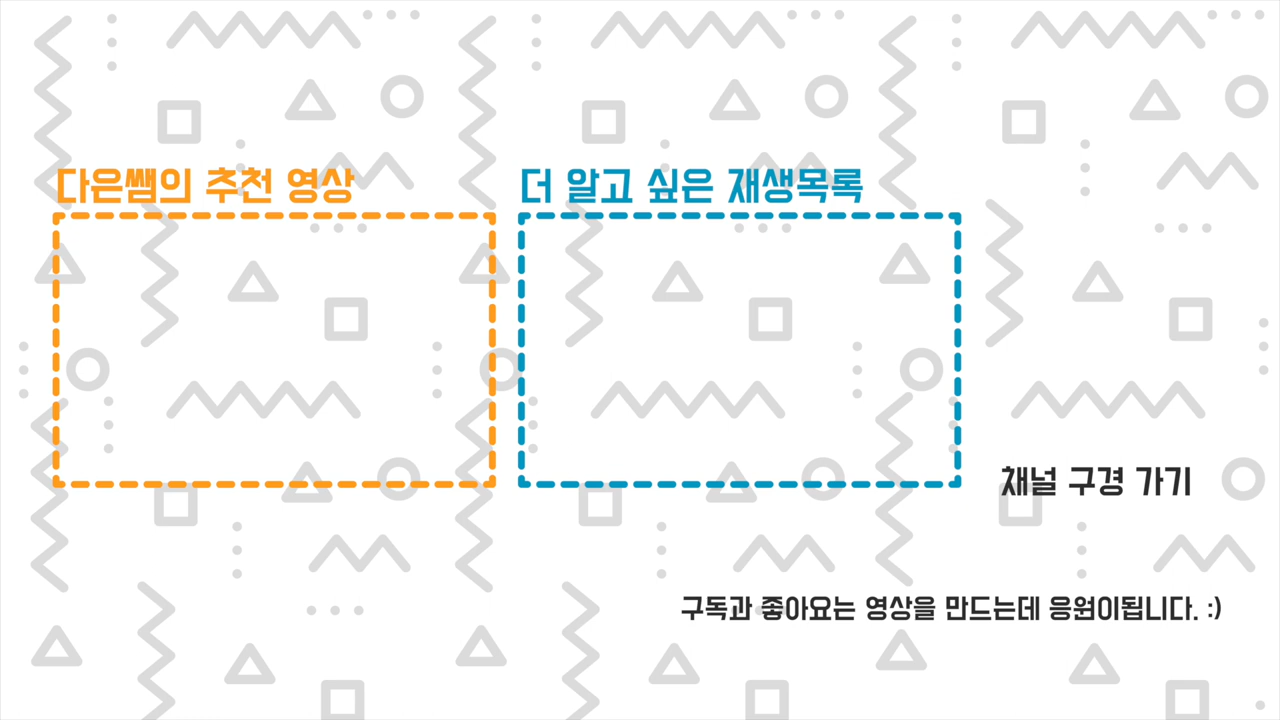 다은쌤의 추천 영상
더 알고 싶은 재생목록
채널 구경 가기
구독과 좋아요는 영상을 만드는데 응원이됩니다. :)